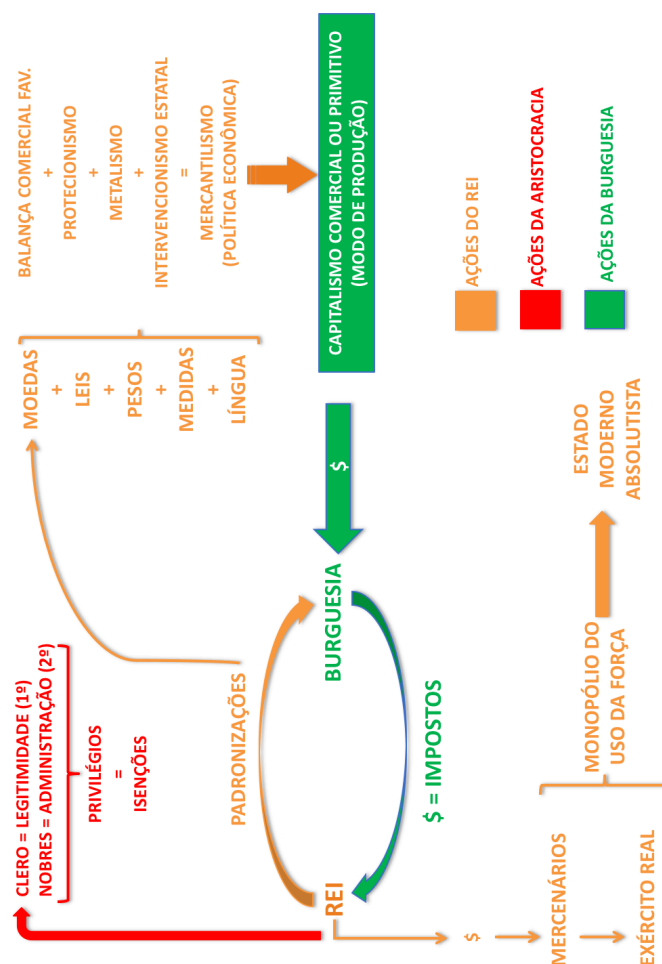 CLERO = LEGITIMIDADE (1º)
NOBRES = ADMINISTRAÇÃO (2º)
PRIVILÉGIOS
=
ISENÇÕES
MOEDAS
+
LEIS
+
PESOS
+
MEDIDAS
+
LÍNGUA
BALANÇA COMERCIAL FAV.
+
PROTECIONISMO
+
METALISMO
+
INTERVENCIONISMO ESTATAL
=
MERCANTILISMO
(POLÍTICA ECONÔMICA)
PADRONIZAÇÕES
REI
BURGUESIA
$
CAPITALISMO COMERCIAL OU PRIMITIVO
(MODO DE PRODUÇÃO)
$ = IMPOSTOS
$
MERCENÁRIOS
EXÉRCITO REAL
MONOPÓLIO DO
USO DA FORÇA
ESTADO
MODERNO
ABSOLUTISTA
AÇÕES DO REI
AÇÕES DA ARISTOCRACIA
AÇÕES DA BURGUESIA